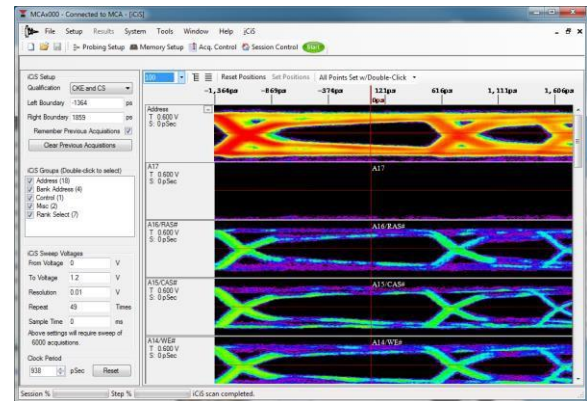 MCAx000 - Connected to MCA - [iCiS]
File Setup Results System Tools Window Help iCiS
Probing Setup Memory Setup Acq. Control Session Control Start
iCiS Setup
Qualification CKE and CS
Left Boundary -1364 ps
Right Boundary 1859 ps
Remember Previous Acquisitions
Clear Previous Acquisitions
iCiS Groups (Double-click to select)
Address (18)
Bank Address (4)
Control (1)
Misc (2)
Rank Select (7)
iCiS Sweep Voltages
From Voltage 0 V
To Voltage 1.2 V
Resolution 0.01 V
Repeat 49 Times
Sample Time 0 ms
Above settings will require sweep of
6000 acquisitions.
Clock Period
938 pSec Reset
Reset Positions Set Positions All Points Set w/Double-Click
-1,364ps -869ps -374ps 121ps 616ps 1,111ps 1,606ps
0ps
Address
T 0.600 V
S: 0 pSec
A17 A17
T 0.600 V
S: 0 pSec
A16/RAS# A16/RAS#
T 0.600 V
S: 0 pSec
A15/CAS# A15/CAS#
T 0.600 V
S: 0 pSec
A14/WE# A14/WE#
T 0.600 V
S: 0 pSec
Session % Step % iCiS scan completed.